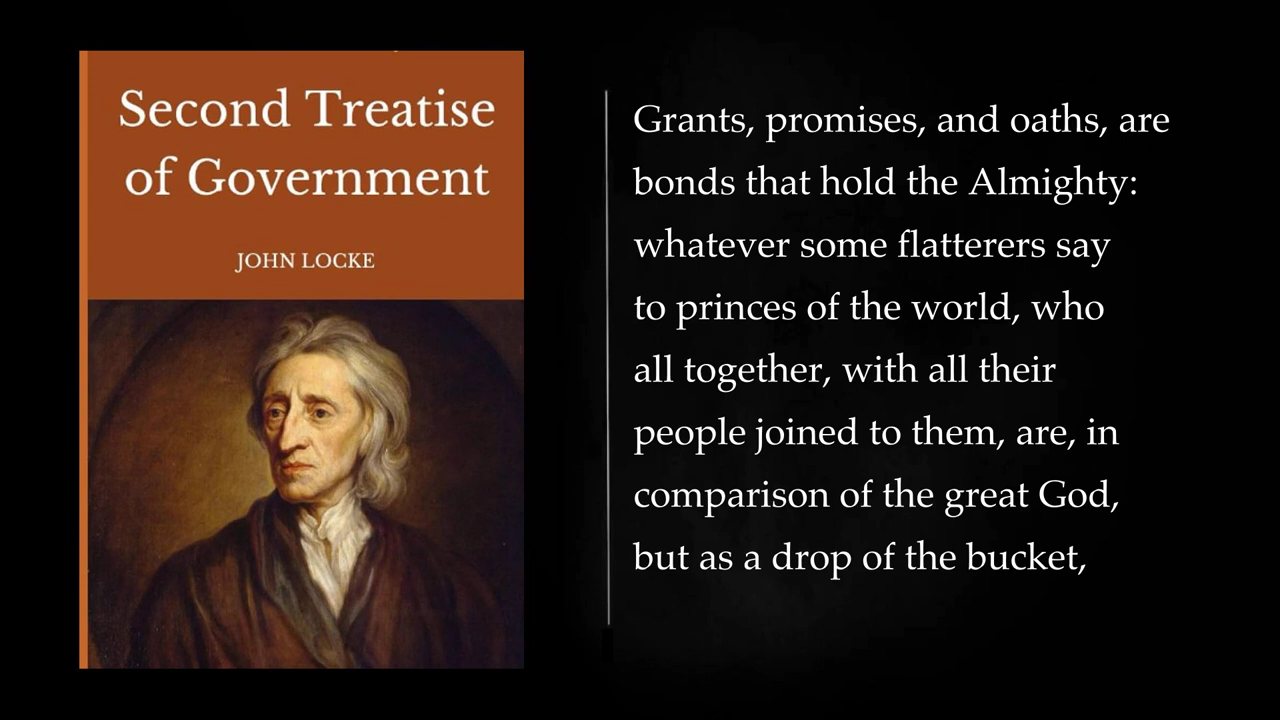 Second Treatise
of Government
JOHN LOCKE
Grants, promises, and oaths, are
bonds that hold the Almighty:
whatever some flatterers say
to princes of the world, who
all together, with all their
people joined to them, are, in
comparison of the great God,
but as a drop of the bucket,